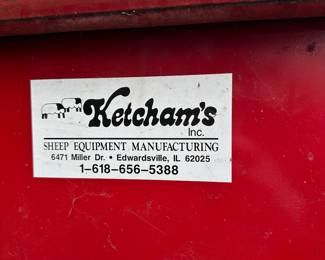 Ketcham's
Inc.
SHEEP EQUIPMENT MANUFACTURING
6471 Miller Dr. • Edwardsville, IL 62025
1-618-656-5388